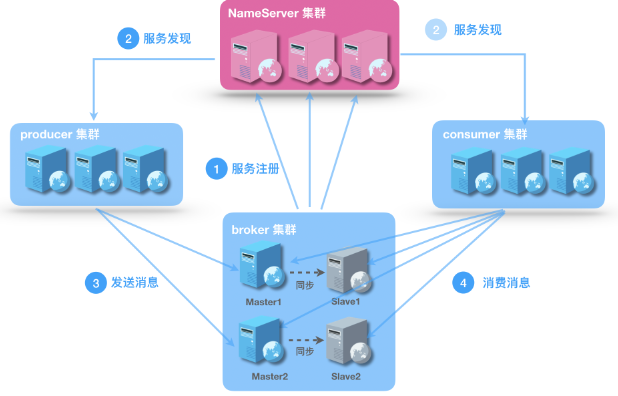 NameServer 集群
2 服务发现
2 服务发现
producer 集群
consumer 集群
1 服务注册
broker 集群
Master1
同步
Slave1
3 发送消息
4 消费消息
Master2
同步
Slave2